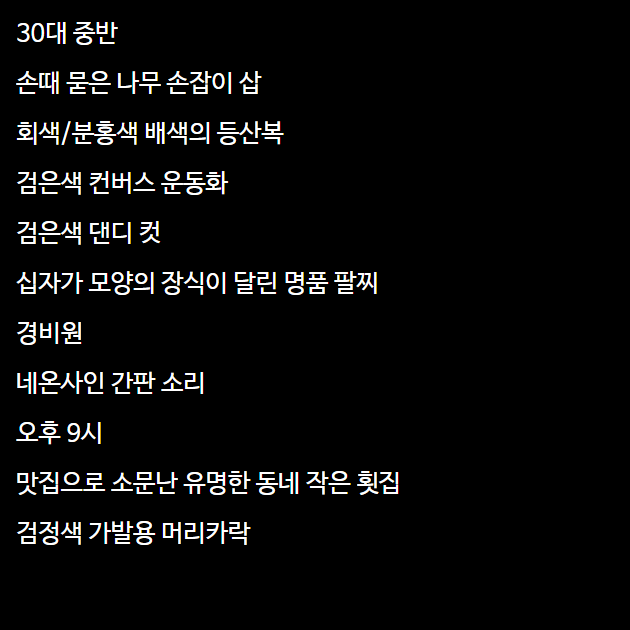 30대 중반
손때 묻은 나무 손잡이 삽
회색/분홍색 배색의 등산복
검은색 컨버스 운동화
검은색 댄디 컷
십자가 모양의 장식이 달린 명품 팔찌
경비원
네온사인 간판 소리
오후 9시
맛집으로 소문난 유명한 동네 작은 횟집
검정색 가발용 머리카락